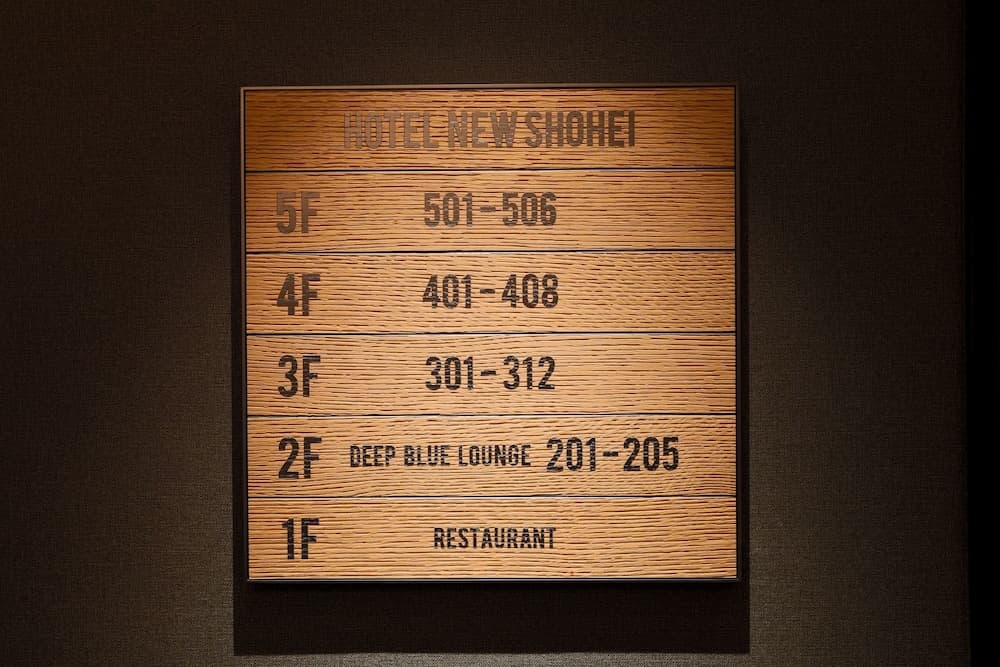 HOTEL NEW SHOHEI
5F 501-506
4F 401-408
3F 301-312
2F DEEP BLUE LOUNGE 201-205
1F RESTAURANT